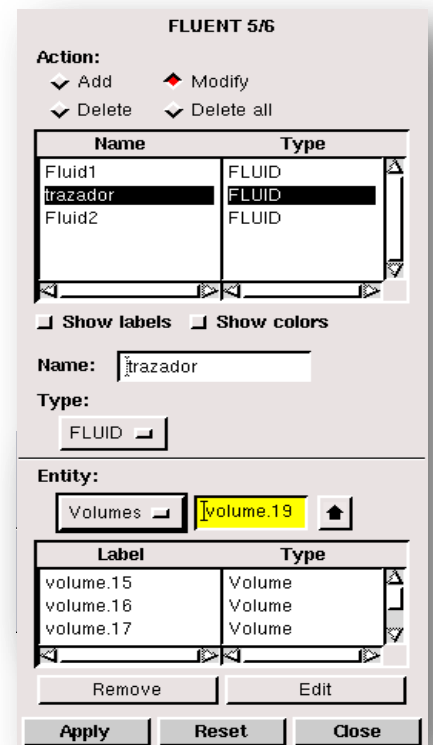 FLUENT 5/6
Action:
Add Modify
Delete Delete all
Name Type
Fluid1 FLUID
trazador FLUID
Fluid2 FLUID
Show labels Show colors
Name: trazador
Type:
FLUID
Entity:
Volumes volume.19
Label Type
volume.15 Volume
volume.16 Volume
volume.17 Volume
Remove Edit
Apply Reset Close